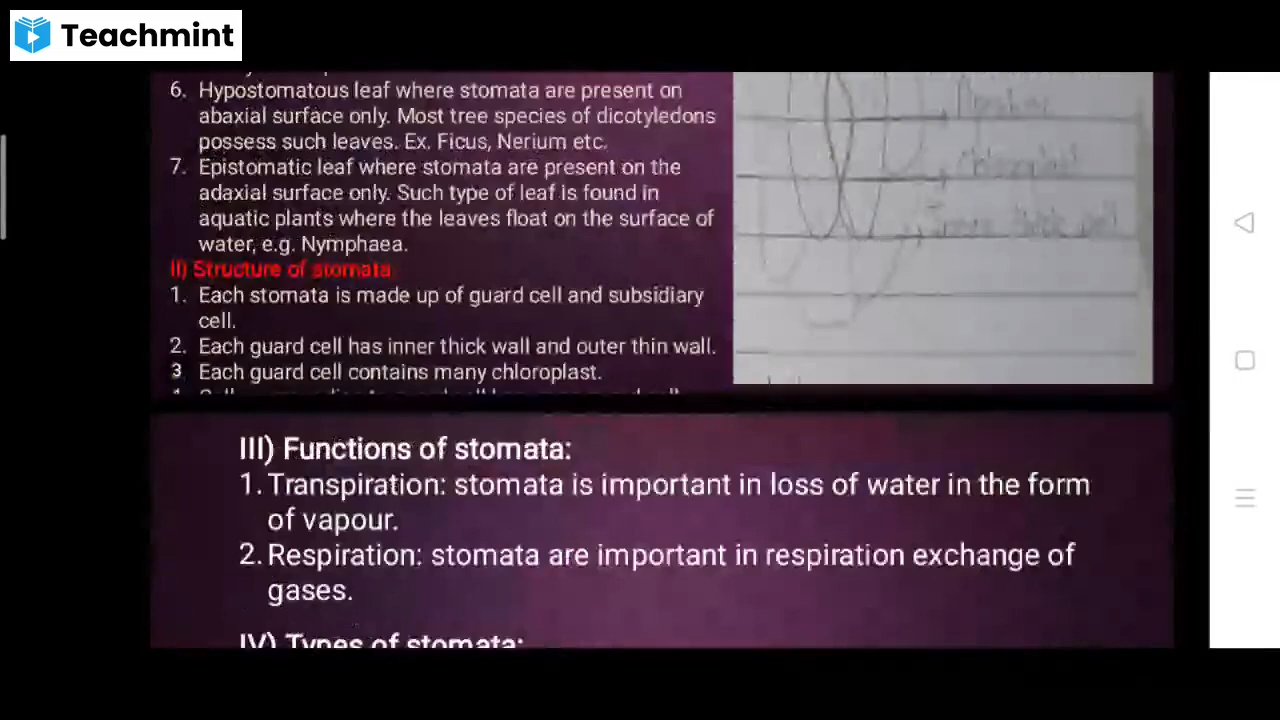 Teachmint
6. Hypostomatous leaf where stomata are present on
abaxial surface only. Most tree species of dicotyledons
possess such leaves. Ex. Ficus, Nerium etc.
7. Epistomatic leaf where stomata are present on the
adaxial surface only. Such type of leaf is found in
aquatic plants where the leaves float on the surface of
water, e.g. Nymphaea.
II) Structure of stomata
1. Each stomata is made up of guard cell and subsidiary
cell.
2. Each guard cell has inner thick wall and outer thin wall.
3 Each guard cell contains many chloroplast.
Chloroplast
III) Functions of stomata:
1. Transpiration: stomata is important in loss of water in the form
of vapour.
2. Respiration: stomata are important in respiration exchange of
gases.
IV) Types of stomata: